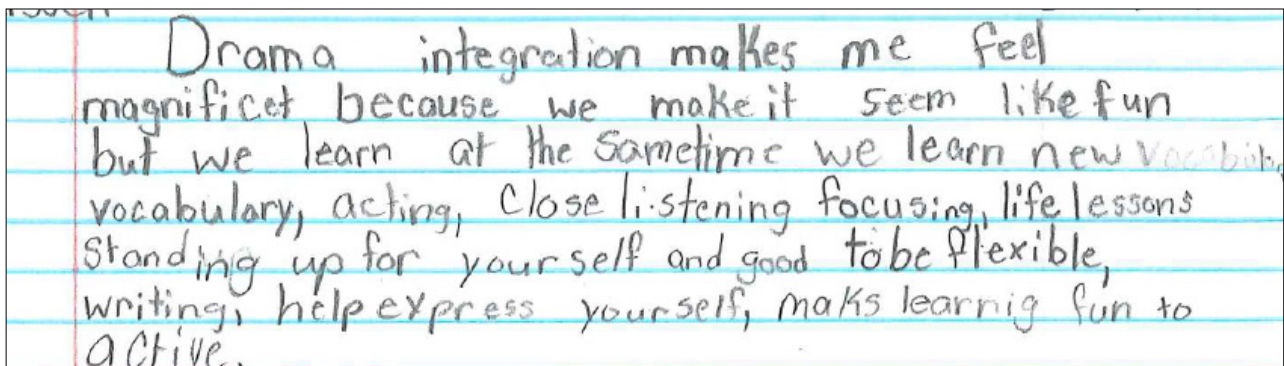 Drama integration makes me feel
magnificet because we make it seem like fun
but we learn at the sametime we learn new
vocabulary, acting, Close listening focusing, life lessons
Standing up for yourself and good to be flexible,
writing, help express yourself, maks learnig fun to
active.